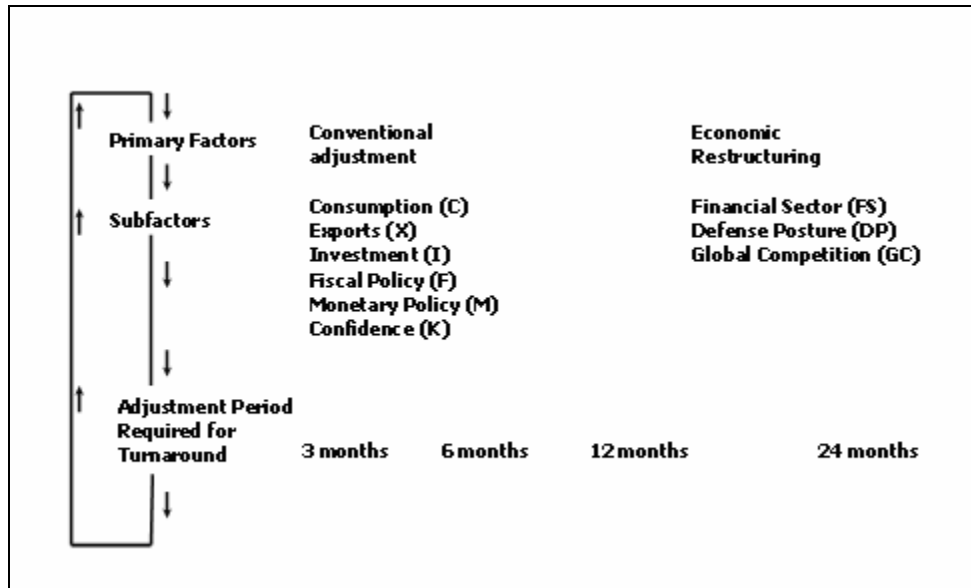 Primary Factors
Conventional
adjustment
Economic
Restructuring
Subfactors
Consumption (C)
Exports (X)
Investment (I)
Fiscal Policy (F)
Monetary Policy (M)
Confidence (K)
Financial Sector (FS)
Defense Posture (DP)
Global Competition (GC)
Adjustment Period
Required for
Turnaround
3 months
6 months
12 months
24 months